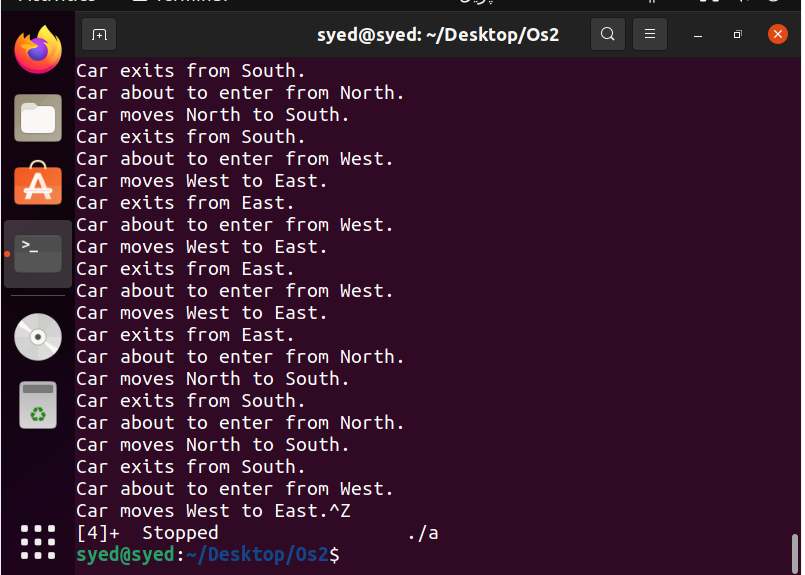 syed@syed: ~/Desktop/Os2
Car exits from South.
Car about to enter from North.
Car moves North to South.
Car exits from South.
Car about to enter from West.
Car moves West to East.
Car exits from East.
Car about to enter from West.
Car moves West to East.
Car exits from East.
Car about to enter from West.
Car moves West to East.
Car exits from East.
Car about to enter from North.
Car moves North to South.
Car exits from South.
Car about to enter from North.
Car moves North to South.
Car exits from South.
Car about to enter from West.
Car moves West to East.^Z
[4]+  Stopped                 ./a
syed@syed:~/Desktop/Os2$